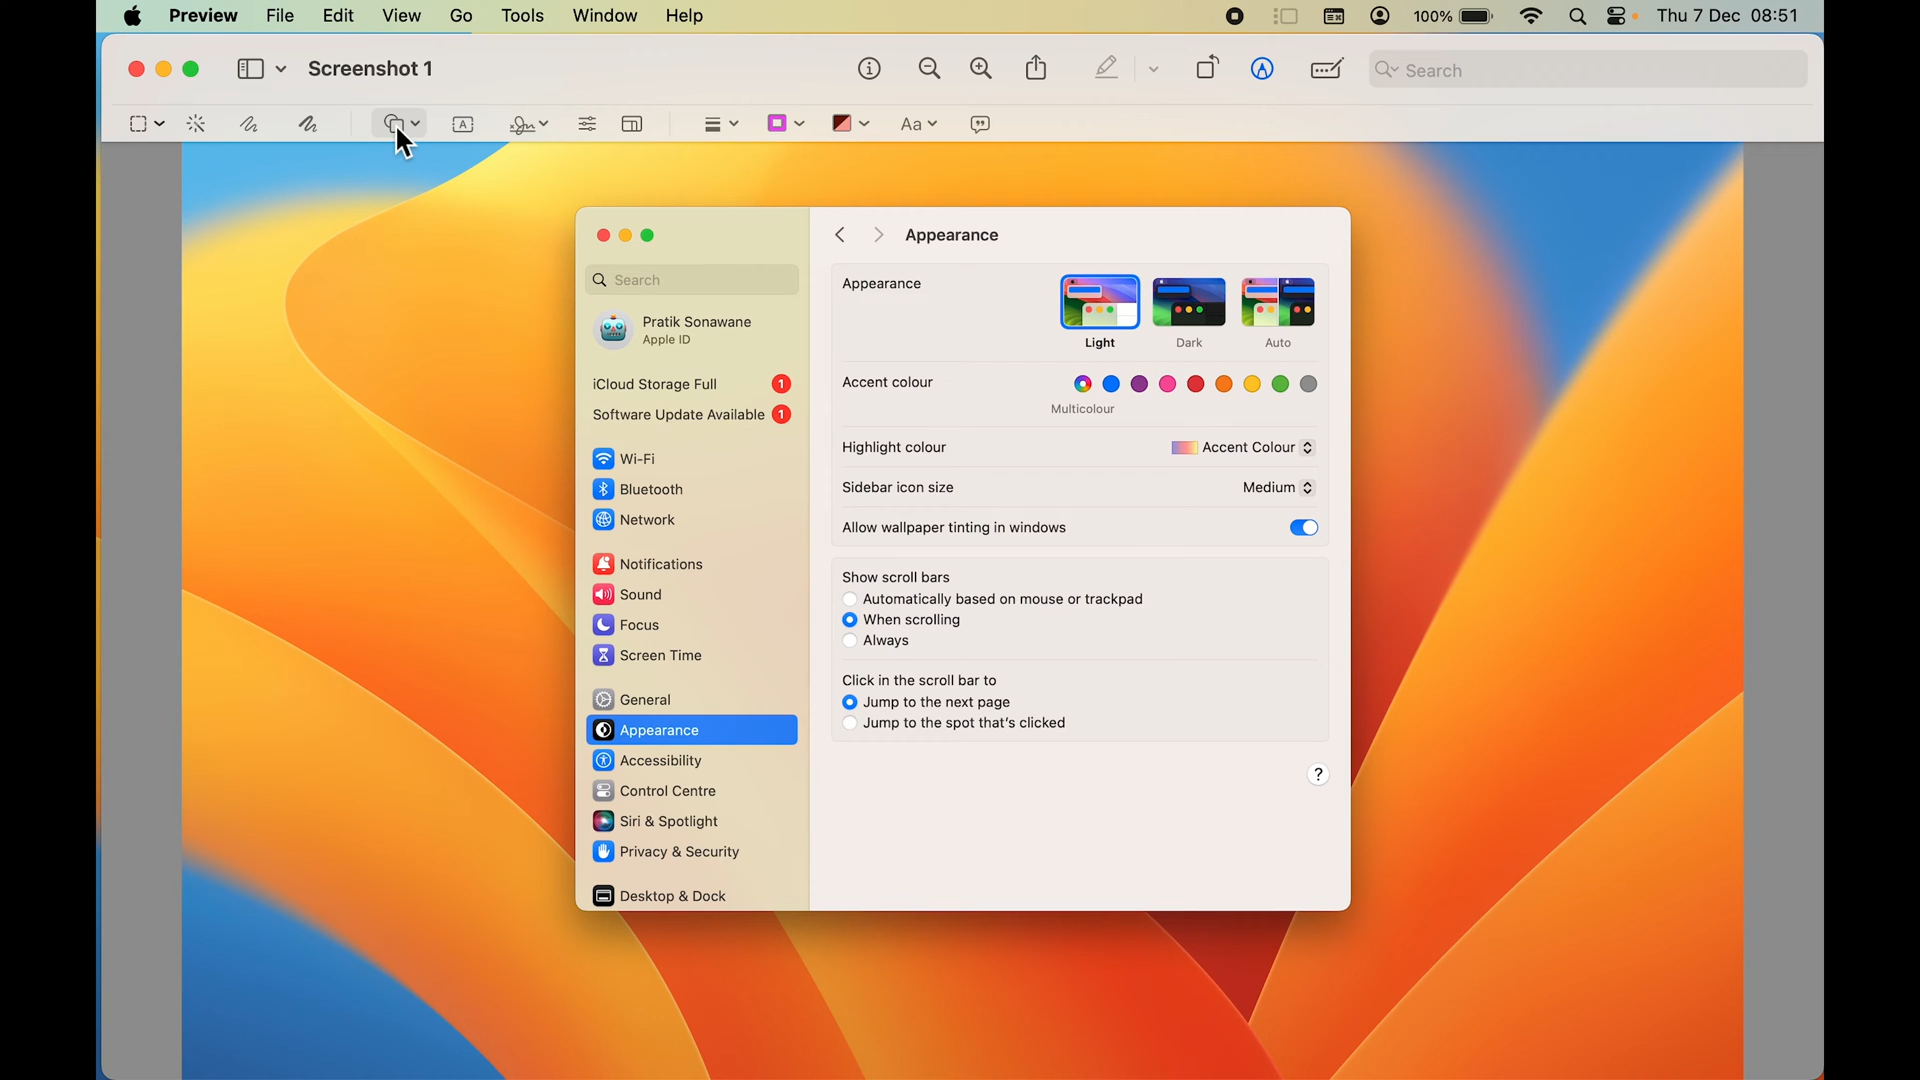 Preview File Edit View Go Tools Window Help 100% Thu 7 Dec 08:51
Screenshot 1
Search
A
Aa
Appearance
Search
Pratik Sonawane
Apple ID
iCloud Storage Full 1
Software Update Available 1
Wi-Fi
Bluetooth
Network
Notifications
Sound
Focus
Screen Time
General
Appearance
Accessibility
Control Centre
Siri & Spotlight
Privacy & Security
Desktop & Dock
Appearance
Light Dark Auto
Accent colour
Multicolour
Highlight colour Accent Colour
Sidebar icon size Medium
Allow wallpaper tinting in windows
Show scroll bars
Automatically based on mouse or trackpad
When scrolling
Always
Click in the scroll bar to
Jump to the next page
Jump to the spot that's clicked
?